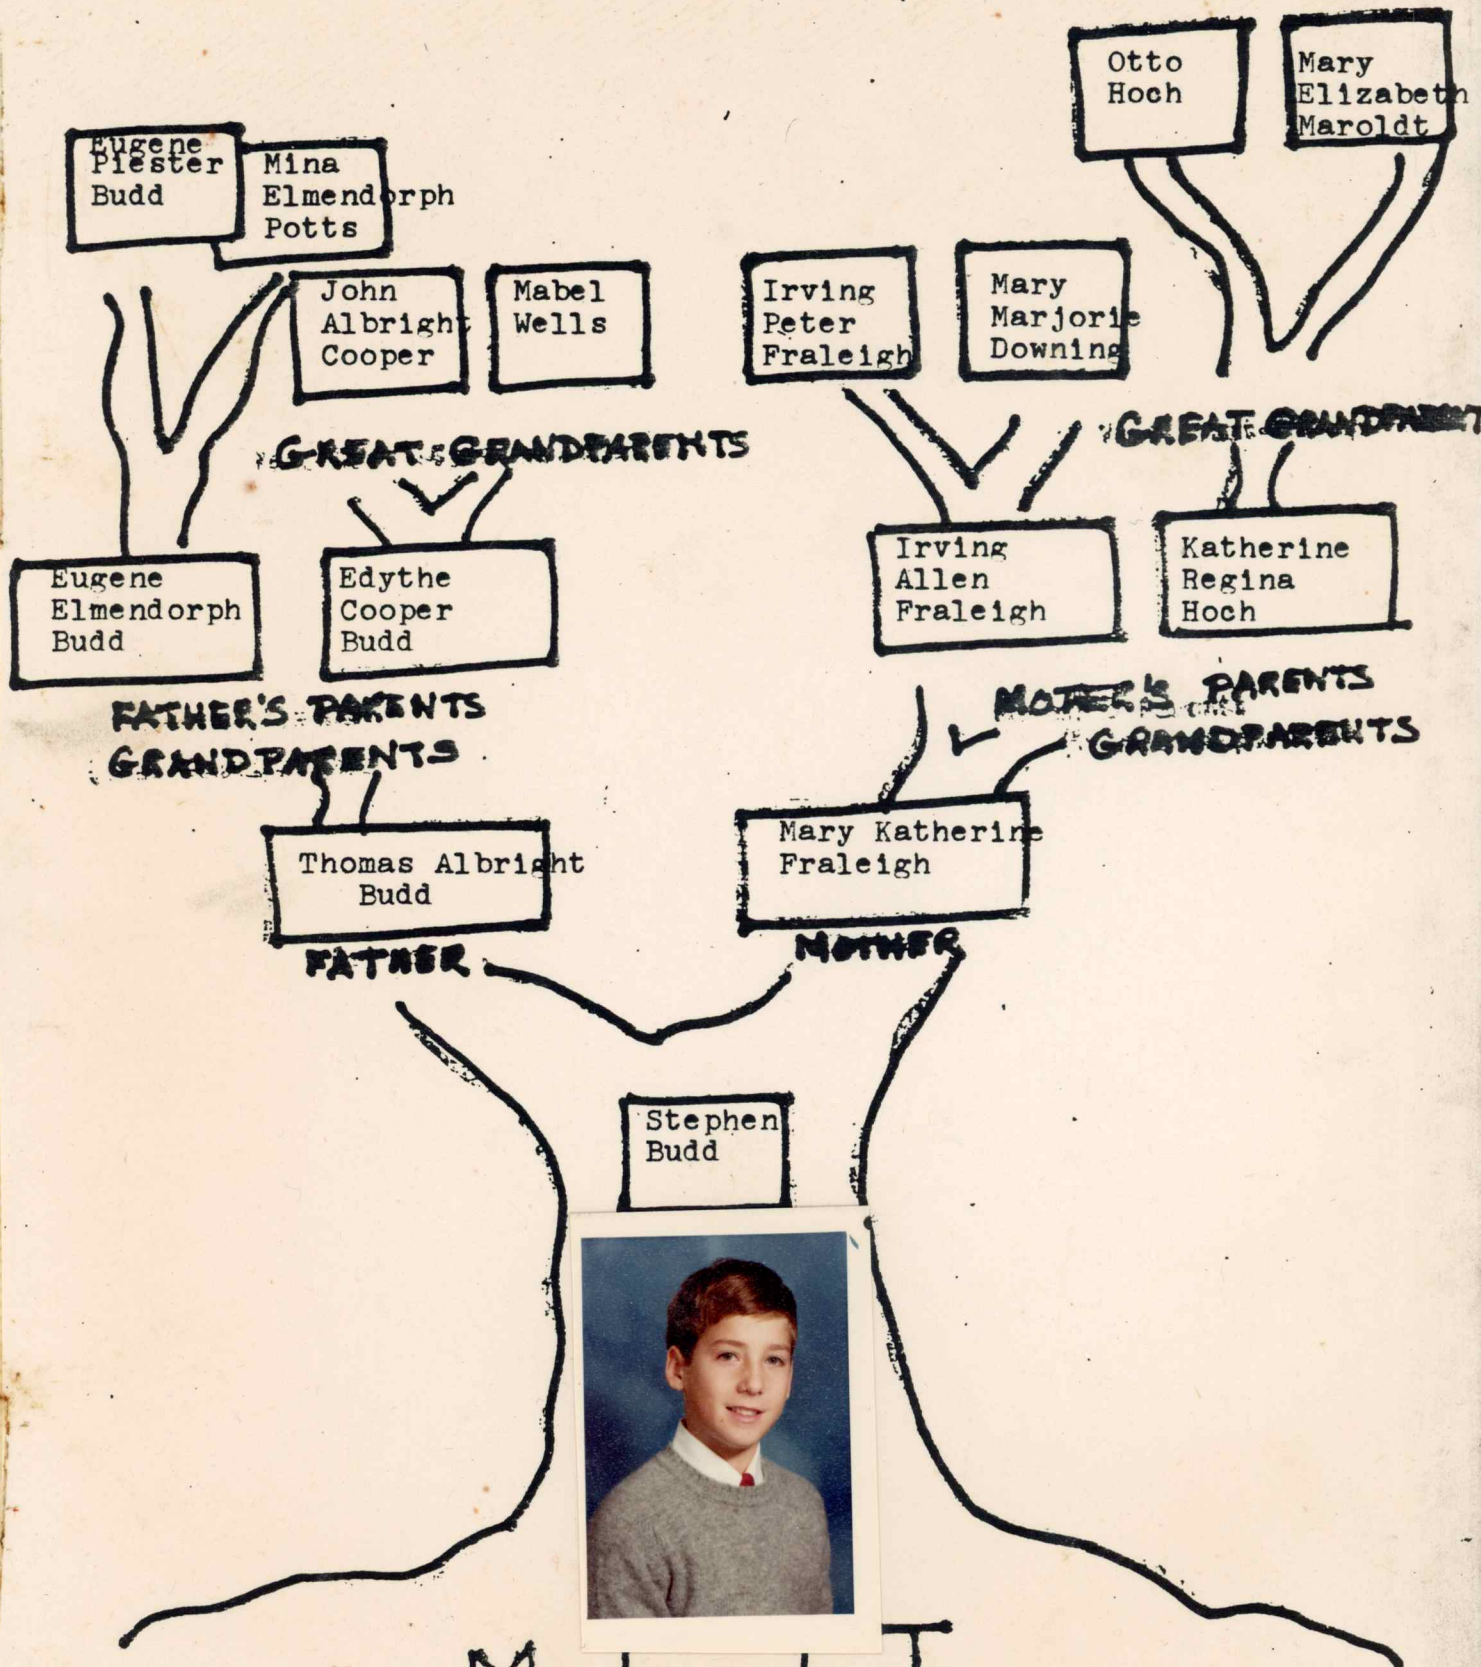 Otto
Hoch
Mary
Elizabeth
Maroldt
Eugene
Piester
Budd
Mina
Elmendorph
Potts
John
Albright
Cooper
Mabel
Wells
Irving
Peter
Fraleigh
Mary
Marjorie
Downing
GREAT GRANDPARENTS
GREAT GRANDPARENT
Eugene
Elmendorph
Budd
Edythe
Cooper
Budd
Irving
Allen
Fraleigh
Katherine
Regina
Hoch
FATHER'S PARENTS
GRANDPARENTS
MOTHER'S PARENTS
GRANDPARENTS
Thomas Albright
Budd
Mary Katherine
Fraleigh
FATHER
MOTHER
Stephen
Budd